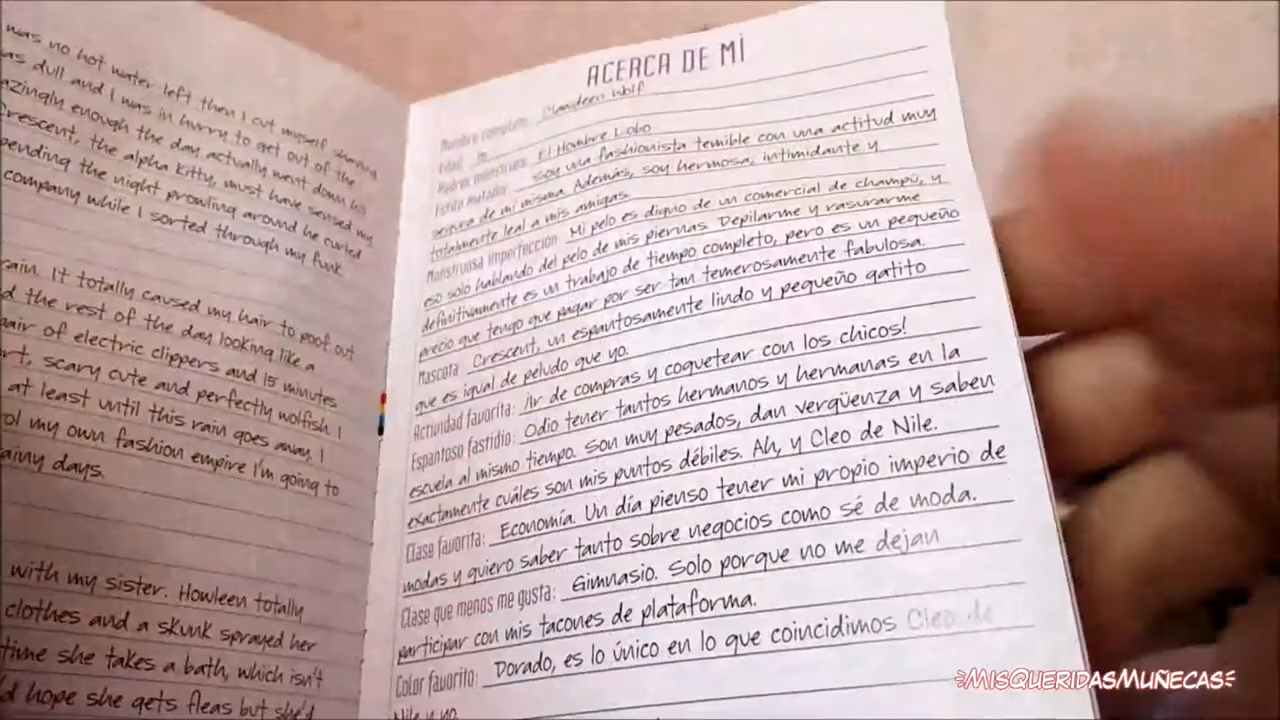 was no hot water left then I cut myself shaving
as dull and I was in hurry to get out of the
azingly enough the day actually went down hill
Crescent, the alpha kitty, must have sensed my
pending the night prowling around he curled
company while I sorted through my funk.
rain. It totally caused my hair to poof out
d the rest of the day looking like a
pair of electric clippers and 15 minutes
rt, scary cute and perfectly wolfish. I
at least until this rain goes away. I
ol my own fashion empire I'm going to
ainy days.
with my sister. Howleen totally
clothes and a skunk sprayed her
time she takes a bath, which isn't
'd hope she gets fleas but she'd
ACERCA DE MÍ
Nombre completo: Clawdeen Wolf
Edad:
Padres monstruos: El Hombre Lobo
Estilo matador: Soy una fashionista temible con una actitud muy
segura de mi misma. Además, soy hermosa, intimidante y
totalmente leal a mis amigas.
Monstruosa imperfección: Mi pelo es digno de un comercial de champú, y
eso solo hablando del pelo de mis piernas. Depilarme y rasurarme
definitivamente es un trabajo de tiempo completo, pero es un pequeño
precio que tengo que pagar por ser tan temerosamente fabulosa.
Mascota: Crescent, un espantosamente lindo y pequeño gatito
que es igual de peludo que yo.
Actividad favorita: ¡Ir de compras y coquetear con los chicos!
Espantoso fastidio: Odio tener tantos hermanos y hermanas en la
escuela al mismo tiempo. Son muy pesados, dan vergüenza y saben
exactamente cuáles son mis puntos débiles. Ah, y Cleo de Nile.
Clase favorita: Economía. Un día pienso tener mi propio imperio de
modas y quiero saber tanto sobre negocios como sé de moda.
Clase que menos me gusta: Gimnasio. Solo porque no me dejan
participar con mis tacones de plataforma.
Color favorito: Dorado, es lo único en lo que coincidimos Cleo de
Nile y yo.
MISQUERIDASMUÑECAS